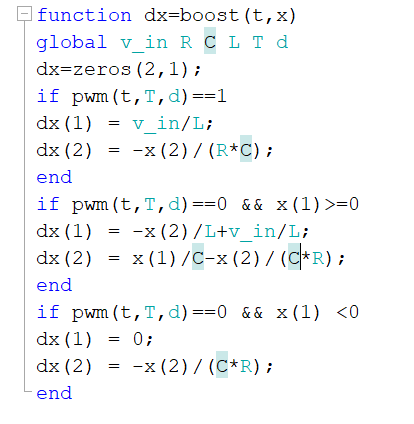 function dx=boost(t,x)
global v_in R C L T d
dx=zeros(2,1);
if pwm(t,T,d)==1
dx(1) = v_in/L;
dx(2) = -x(2)/(R*C);
end
if pwm(t,T,d)==0 && x(1)>=0
dx(1) = -x(2)/L+v_in/L;
dx(2) = x(1)/C-x(2)/(C*R);
end
if pwm(t,T,d)==0 && x(1) <0
dx(1) = 0;
dx(2) = -x(2)/(C*R);
end